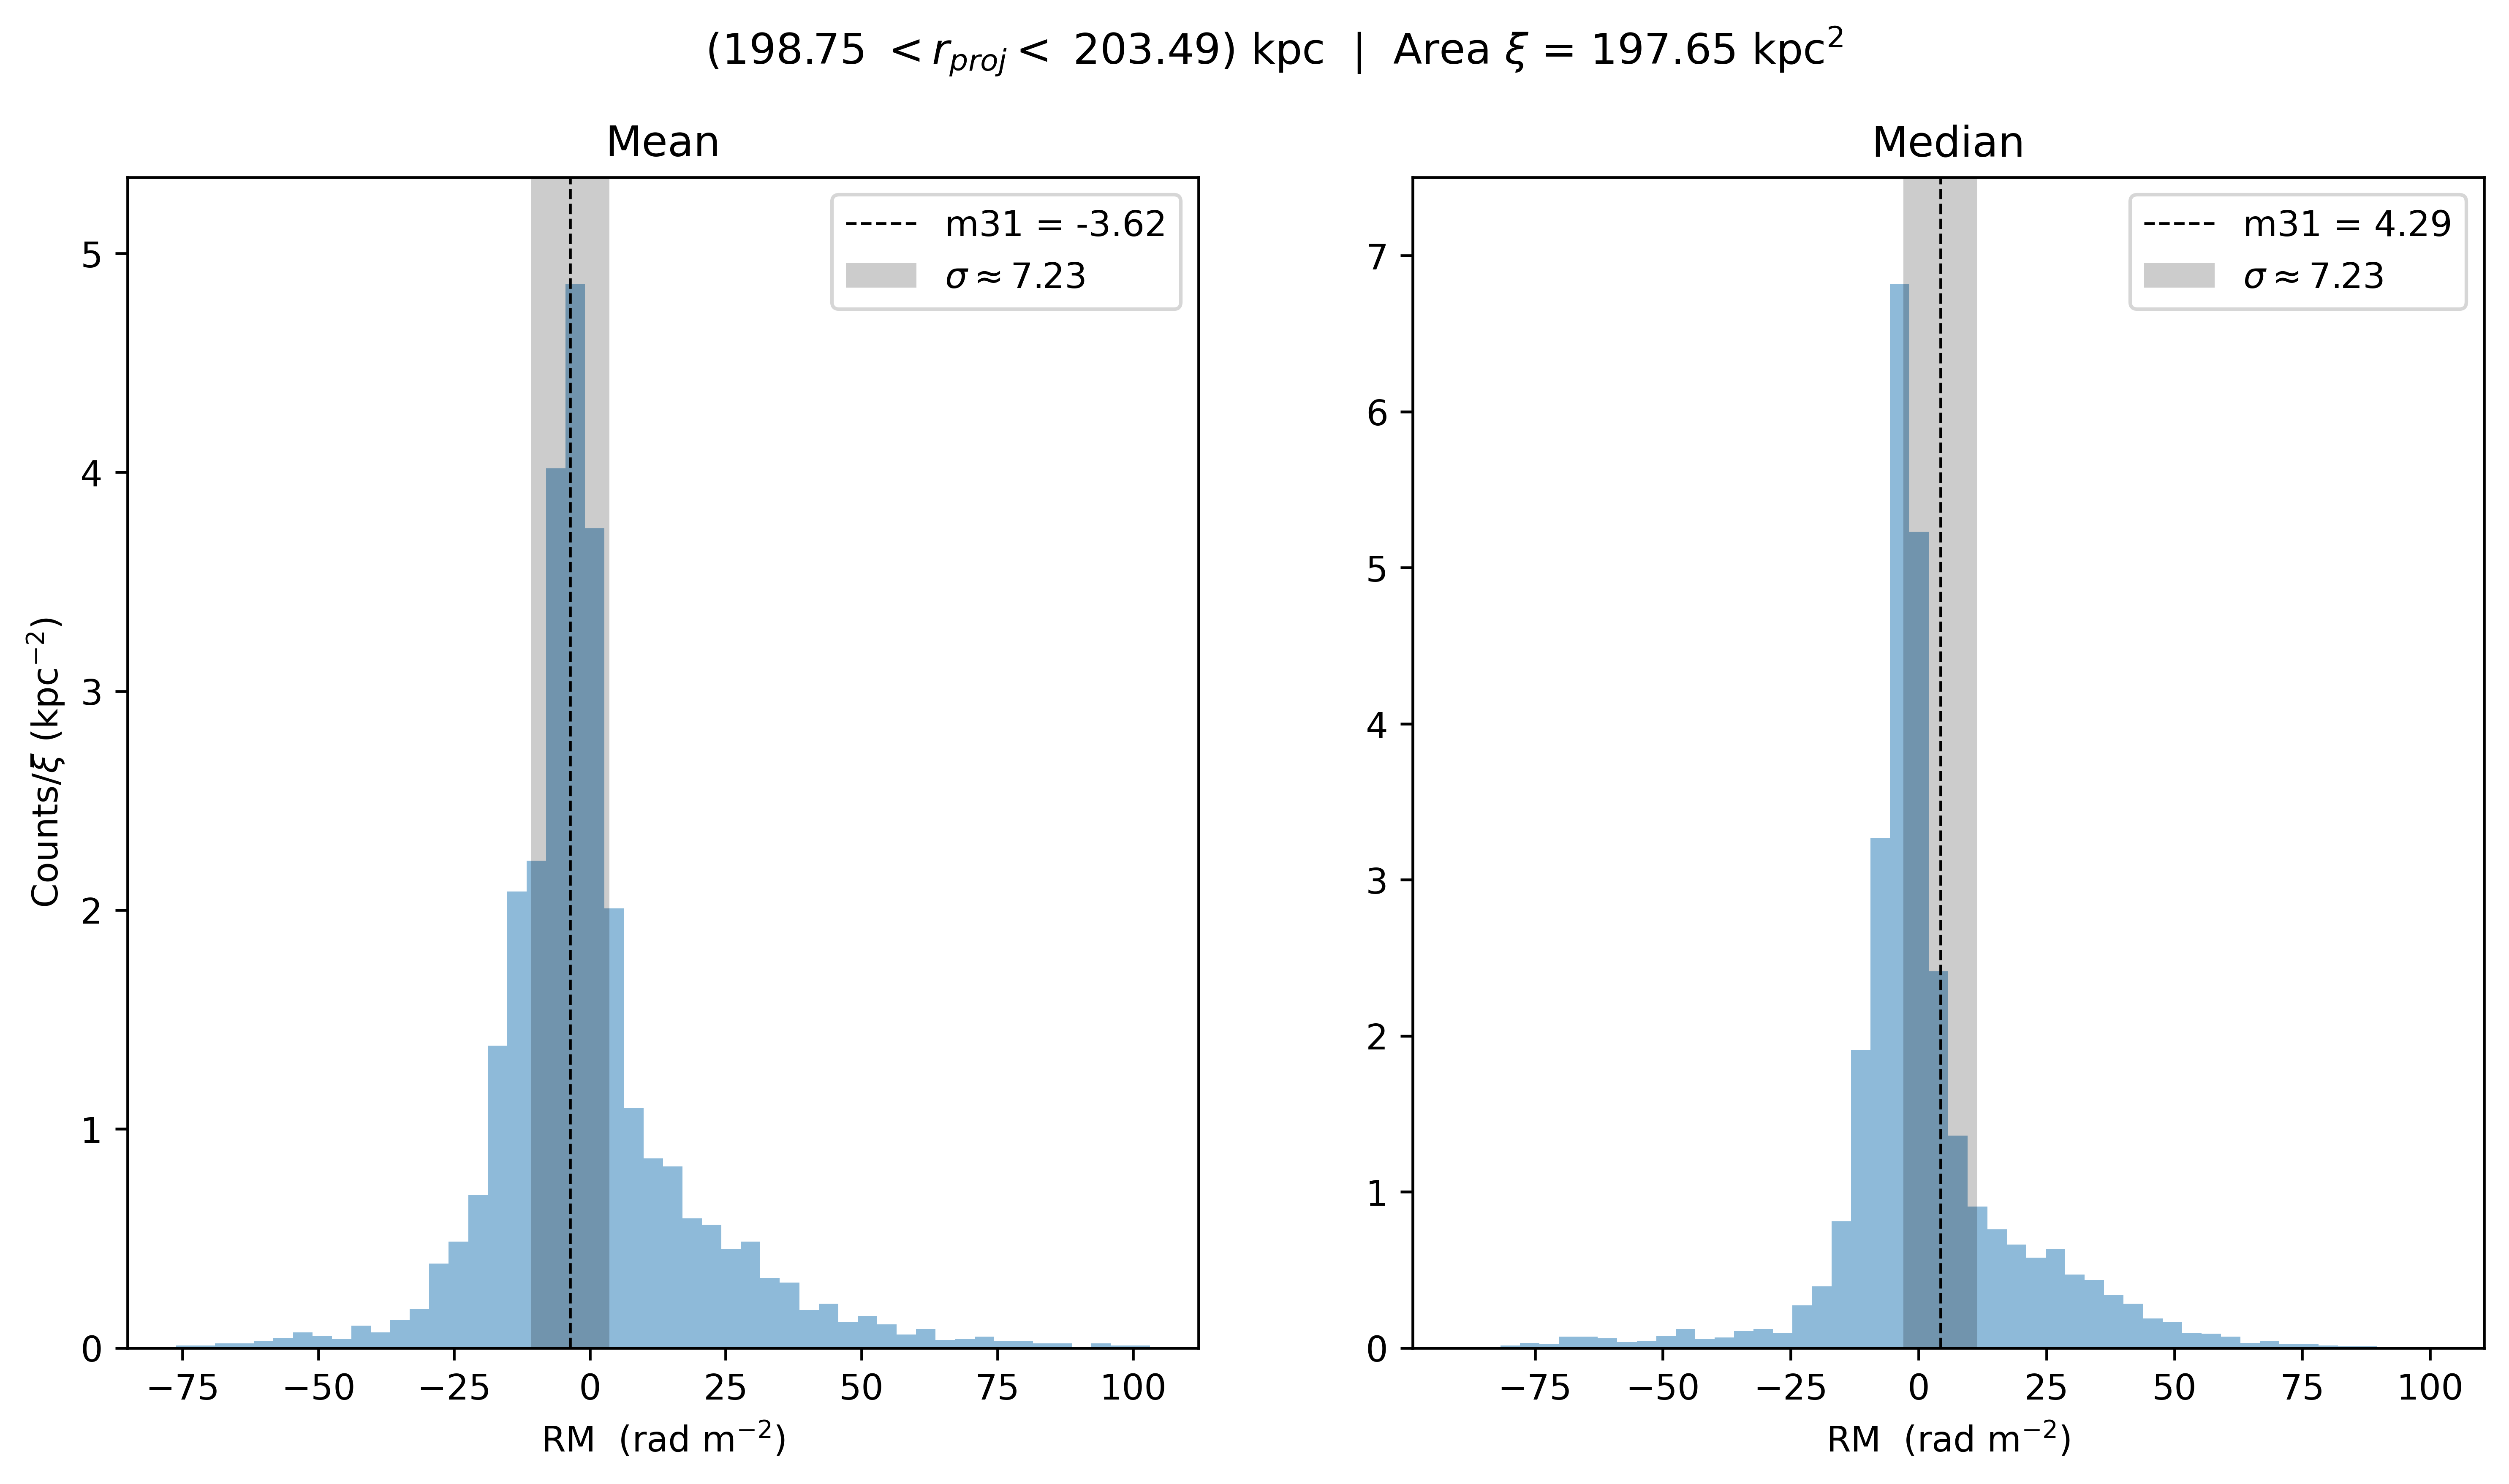 (198.75 < r_proj < 203.49) kpc | Area ξ = 197.65 kpc²
Mean
m31 = -3.62
σ ≈ 7.23
5
4
3
2
1
0
Counts/ξ (kpc⁻²)
−75 −50 −25 0 25 50 75 100
RM (rad m⁻²)
Median
m31 = 4.29
σ ≈ 7.23
7
6
5
4
3
2
1
0
−75 −50 −25 0 25 50 75 100
RM (rad m⁻²)